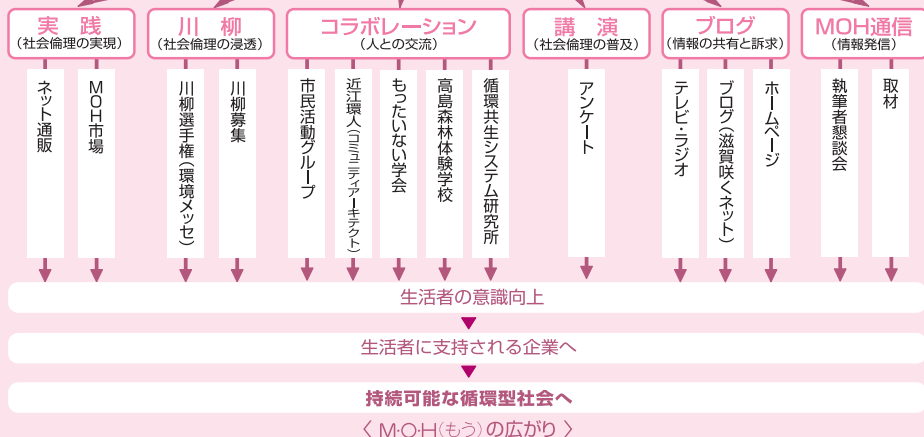 実践
(社会倫理の実現)
川柳
(社会倫理の浸透)
コラボレーション
(人との交流)
講演
(社会倫理の普及)
ブログ
(情報の共有と訴求)
MOH通信
(情報発信)
ネット通販
MOH市場
川柳選手権(環境メッセ)
川柳募集
市民活動グループ
近江環人(コミュニティアーキテクト)
もったいない学会
高島森林体験学校
循環共生システム研究所
アンケート
テレビ・ラジオ
ブログ(滋賀咲くネット)
ホームページ
執筆者懇談会
取材
生活者の意識向上
生活者に支持される企業へ
持続可能な循環型社会へ
〈 M·O·H(もう)の広がり 〉